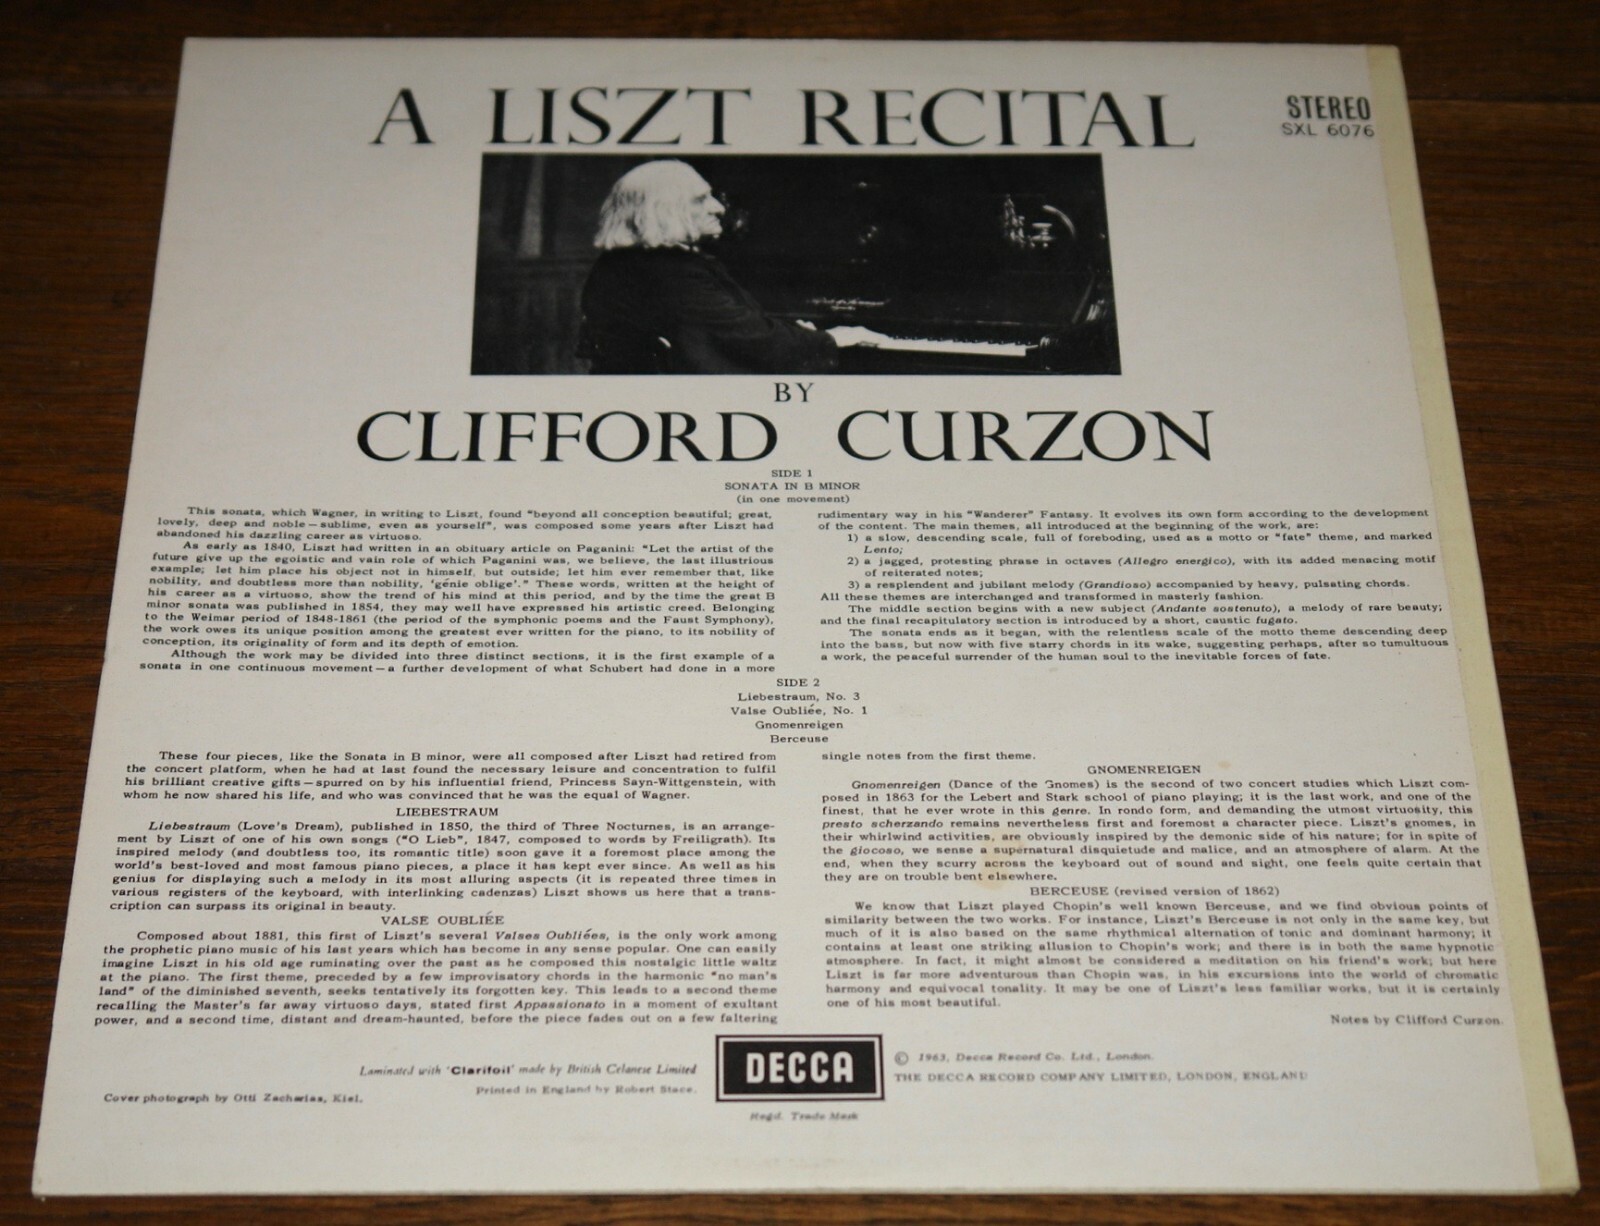 A LISZT RECITAL
STEREO
SXL 6076
BY
CLIFFORD CURZON
SIDE 1
SONATA IN B MINOR
(in one movement)
This sonata, which Wagner, in writing to Liszt, found "beyond all conception beautiful; great,
lovely, deep and noble — sublime, even as yourself", was composed some years after Liszt had
abandoned his dazzling career as virtuoso.
As early as 1840, Liszt had written in an obituary article on Paganini: "Let the artist of the
future give up the egoistic and vain role of which Paganini was, we believe, the last illustrious
example; let him place his object not in himself, but outside; let him ever remember that, like
nobility, and doubtless more than nobility, 'génie oblige'." These words, written at the height of
his career as a virtuoso, show the trend of his mind at this period, and by the time the great B
minor sonata was published in 1854, they may well have expressed his artistic creed. Belonging
to the Weimar period of 1848-1861 (the period of the symphonic poems and the Faust Symphony),
the work owes its unique position among the greatest ever written for the piano, to its nobility of
conception, its originality of form and its depth of emotion.
Although the work may be divided into three distinct sections, it is the first example of a
sonata in one continuous movement — a further development of what Schubert had done in a more
rudimentary way in his "Wanderer" Fantasy. It evolves its own form according to the development
of the content. The main themes, all introduced at the beginning of the work, are:
1) a slow, descending scale, full of foreboding, used as a motto or "fate" theme, and marked
Lento;
2) a jagged, protesting phrase in octaves (Allegro energico), with its added menacing motif
of reiterated notes;
3) a resplendent and jubilant melody (Grandioso) accompanied by heavy, pulsating chords.
All these themes are interchanged and transformed in masterly fashion.
The middle section begins with a new subject (Andante sostenuto), a melody of rare beauty;
and the final recapitulatory section is introduced by a short, caustic fugato.
The sonata ends as it began, with the relentless scale of the motto theme descending deep
into the bass, but now with five starry chords in its wake, suggesting perhaps, after so tumultuous
a work, the peaceful surrender of the human soul to the inevitable forces of fate.
SIDE 2
Liebestraum, No. 3
Valse Oubliée, No. 1
Gnomenreigen
Berceuse
These four pieces, like the Sonata in B minor, were all composed after Liszt had retired from
the concert platform, when he had at last found the necessary leisure and concentration to fulfil
his brilliant creative gifts — spurred on by his influential friend, Princess Sayn-Wittgenstein, with
whom he now shared his life, and who was convinced that he was the equal of Wagner.
LIEBESTRAUM
Liebestraum (Love's Dream), published in 1850, the third of Three Nocturnes, is an arrange-
ment by Liszt of one of his own songs ("O Lieb", 1847, composed to words by Freiligrath). Its
inspired melody (and doubtless too, its romantic title) soon gave it a foremost place among the
world's best-loved and most famous piano pieces, a place it has kept ever since. As well as his
genius for displaying such a melody in its most alluring aspects (it is repeated three times in
various registers of the keyboard, with interlinking cadenzas) Liszt shows us here that a trans-
cription can surpass its original in beauty.
VALSE OUBLIÉE
Composed about 1881, this first of Liszt's several Valses Oubliées, is the only work among
the prophetic piano music of his last years which has become in any sense popular. One can easily
imagine Liszt in his old age ruminating over the past as he composed this nostalgic little waltz
at the piano. The first theme, preceded by a few improvisatory chords in the harmonic "no man's
land" of the diminished seventh, seeks tentatively its forgotten key. This leads to a second theme
recalling the Master's far away virtuoso days, stated first Appassionato in a moment of exultant
power, and a second time, distant and dream-haunted, before the piece fades out on a few faltering
single notes from the first theme.
GNOMENREIGEN
Gnomenreigen (Dance of the Gnomes) is the second of two concert studies which Liszt com-
posed in 1863 for the Lebert and Stark school of piano playing; it is the last work, and one of the
finest, that he ever wrote in this genre. In rondo form, and demanding the utmost virtuosity, this
presto scherzando remains nevertheless first and foremost a character piece. Liszt's gnomes, in
their whirlwind activities, are obviously inspired by the demonic side of his nature; for in spite of
the giocoso, we sense a supernatural disquietude and malice, and an atmosphere of alarm. At the
end, when they scurry across the keyboard out of sound and sight, one feels quite certain that
they are on trouble bent elsewhere.
BERCEUSE (revised version of 1862)
We know that Liszt played Chopin's well known Berceuse, and we find obvious points of
similarity between the two works. For instance, Liszt's Berceuse is not only in the same key, but
much of it is also based on the same rhythmical alternation of tonic and dominant harmony; it
contains at least one striking allusion to Chopin's work; and there is in both the same hypnotic
atmosphere. In fact, it might almost be considered a meditation on his friend's work; but here
Liszt is far more adventurous than Chopin was, in his excursions into the world of chromatic
harmony and equivocal tonality. It may be one of Liszt's less familiar works, but it is certainly
one of his most beautiful.
Notes by Clifford Curzon.
Laminated with 'Clarifoil' made by British Celanese Limited
Printed in England by Robert Stace.
Cover photograph by Otti Zacharias, Kiel.
DECCA
Regd. Trade Mark
© 1963, Decca Record Co. Ltd., London.
THE DECCA RECORD COMPANY LIMITED, LONDON, ENGLAND